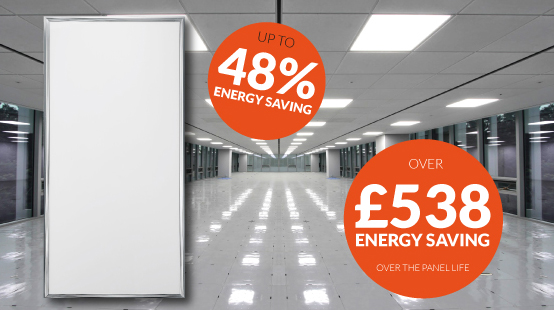 UP TO
48%
ENERGY SAVING
OVER
£538
ENERGY SAVING
OVER THE PANEL LIFE